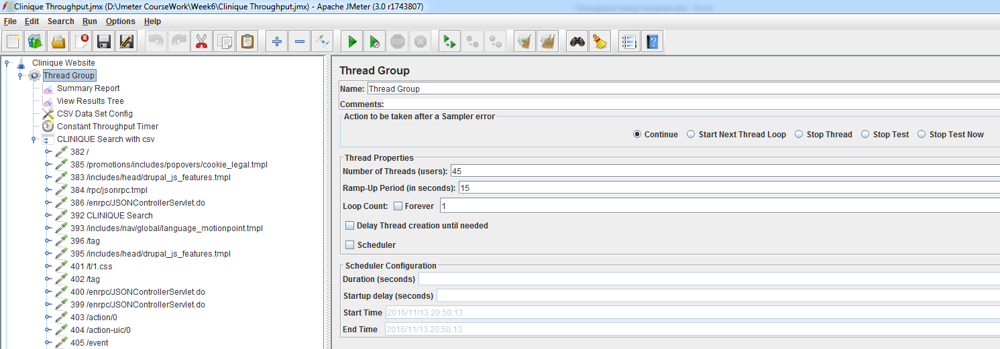 Clinique Throughput.jmx (D:\Jmeter CourseWork\Week6\Clinique Throughput.jmx) - Apache JMeter (3.0 r1743807)
File Edit Search Run Options Help
Clinique Website
Thread Group
Summary Report
View Results Tree
CSV Data Set Config
Constant Throughput Timer
CLINIQUE Search with csv
382 /
385 /promotions/includes/popovers/cookie_legal.tmpl
383 /includes/head/drupal_js_features.tmpl
384 /rpc/jsonrpc.tmpl
386 /enrpc/JSONControllerServlet.do
392 CLINIQUE Search
393 /includes/nav/global/language_motionpoint.tmpl
396 /tag
395 /includes/head/drupal_js_features.tmpl
401 /t/1.css
402 /tag
400 /enrpc/JSONControllerServlet.do
399 /enrpc/JSONControllerServlet.do
403 /action/0
404 /action-uic/0
405 /event
Thread Group
Name: Thread Group
Comments:
Action to be taken after a Sampler error
Continue Start Next Thread Loop Stop Thread Stop Test Stop Test Now
Thread Properties
Number of Threads (users): 45
Ramp-Up Period (in seconds): 15
Loop Count: Forever 1
Delay Thread creation until needed
Scheduler
Scheduler Configuration
Duration (seconds)
Startup delay (seconds)
Start Time 2016/11/13 20:50:13
End Time 2016/11/13 20:50:13